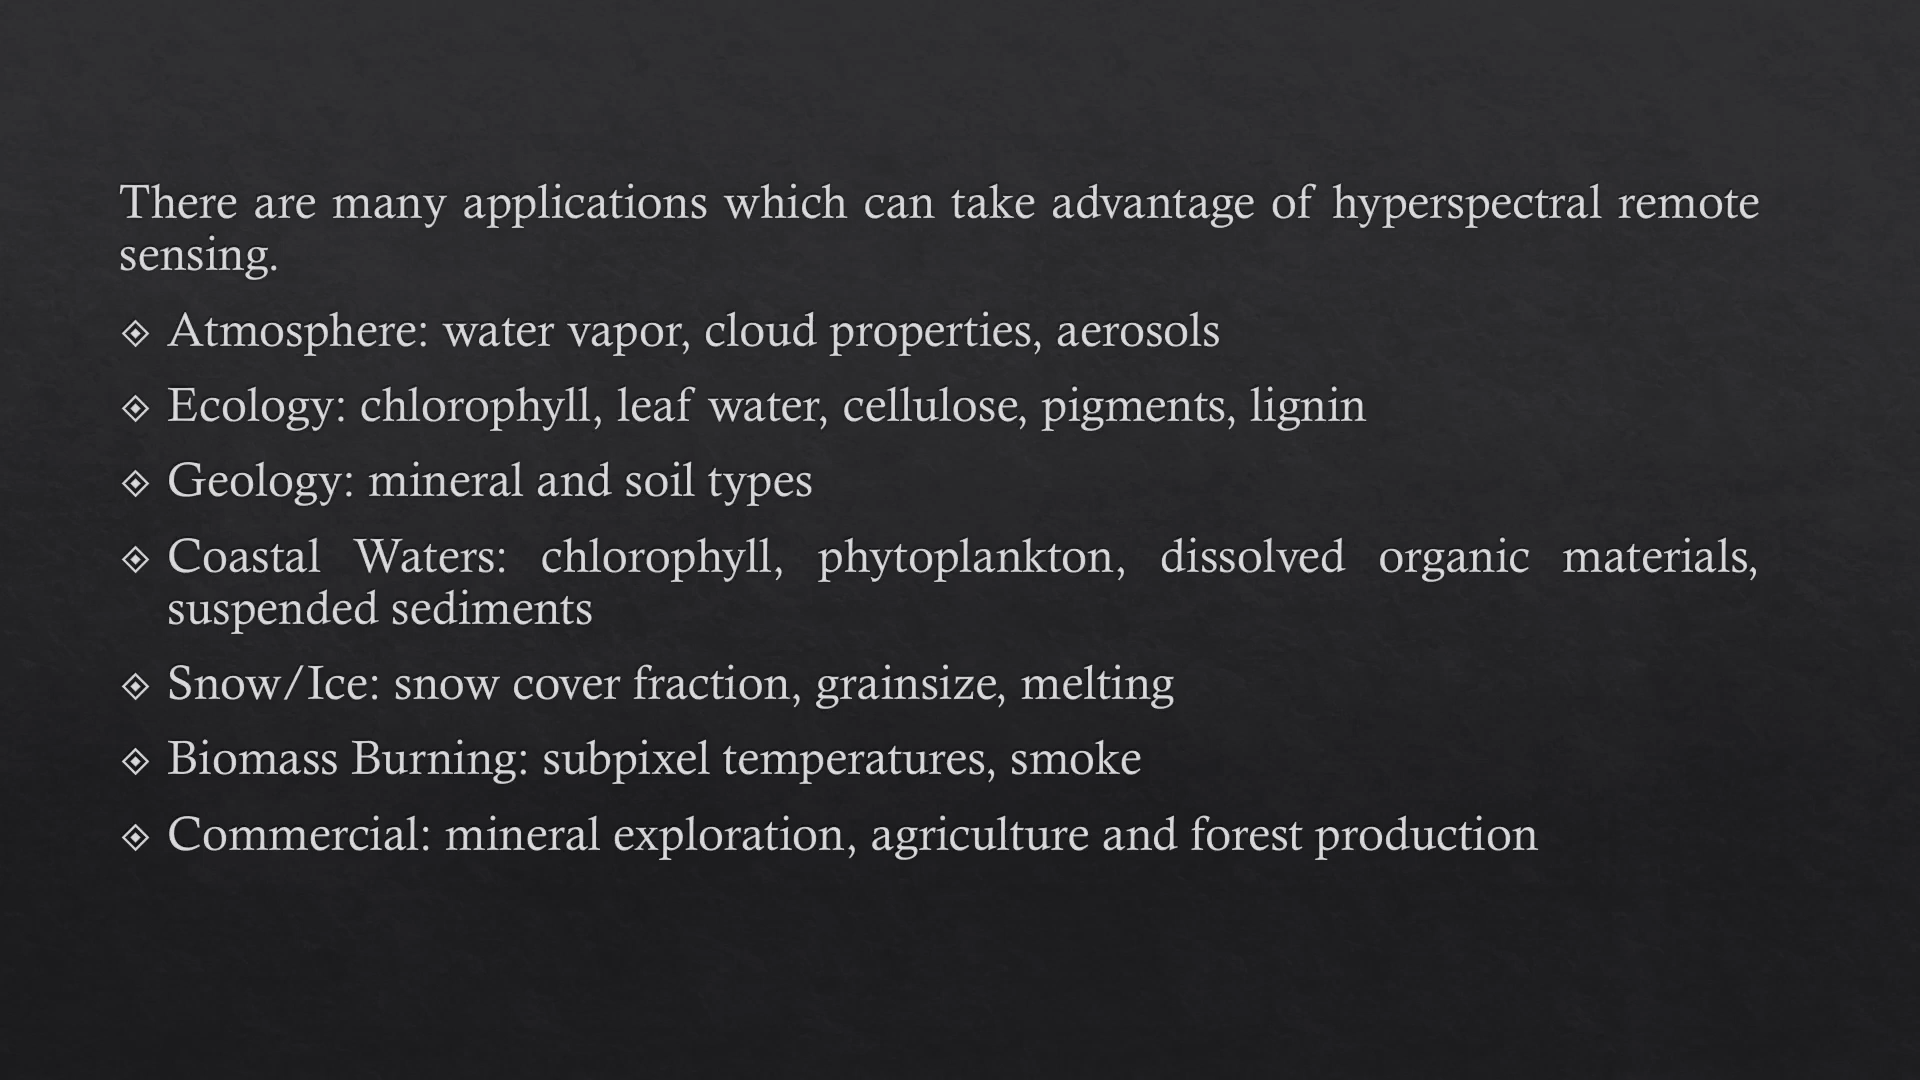 There are many applications which can take advantage of hyperspectral remote
sensing.
Atmosphere: water vapor, cloud properties, aerosols
Ecology: chlorophyll, leaf water, cellulose, pigments, lignin
Geology: mineral and soil types
Coastal Waters: chlorophyll, phytoplankton, dissolved organic materials,
suspended sediments
Snow/Ice: snow cover fraction, grainsize, melting
Biomass Burning: subpixel temperatures, smoke
Commercial: mineral exploration, agriculture and forest production